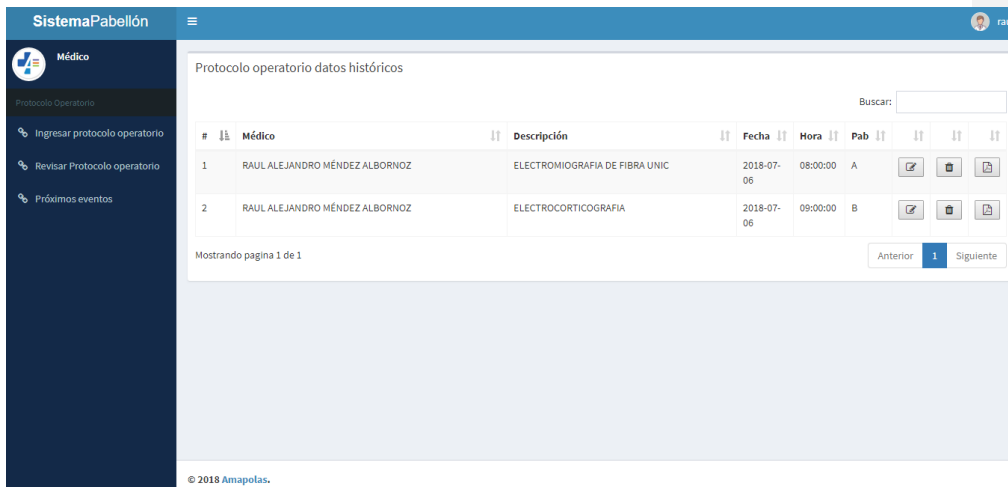 SistemaPabellón
Médico
Protocolo Operatorio
Ingresar protocolo operatorio
Revisar Protocolo operatorio
Próximos eventos
Protocolo operatorio datos históricos
Buscar:
# Médico Descripción Fecha Hora Pab
1 RAUL ALEJANDRO MÉNDEZ ALBORNOZ ELECTROMIOGRAFIA DE FIBRA UNIC 2018-07-06 08:00:00 A
2 RAUL ALEJANDRO MÉNDEZ ALBORNOZ ELECTROCORTICOGRAFIA 2018-07-06 09:00:00 B
Mostrando pagina 1 de 1
Anterior 1 Siguiente
© 2018 Amapolas.